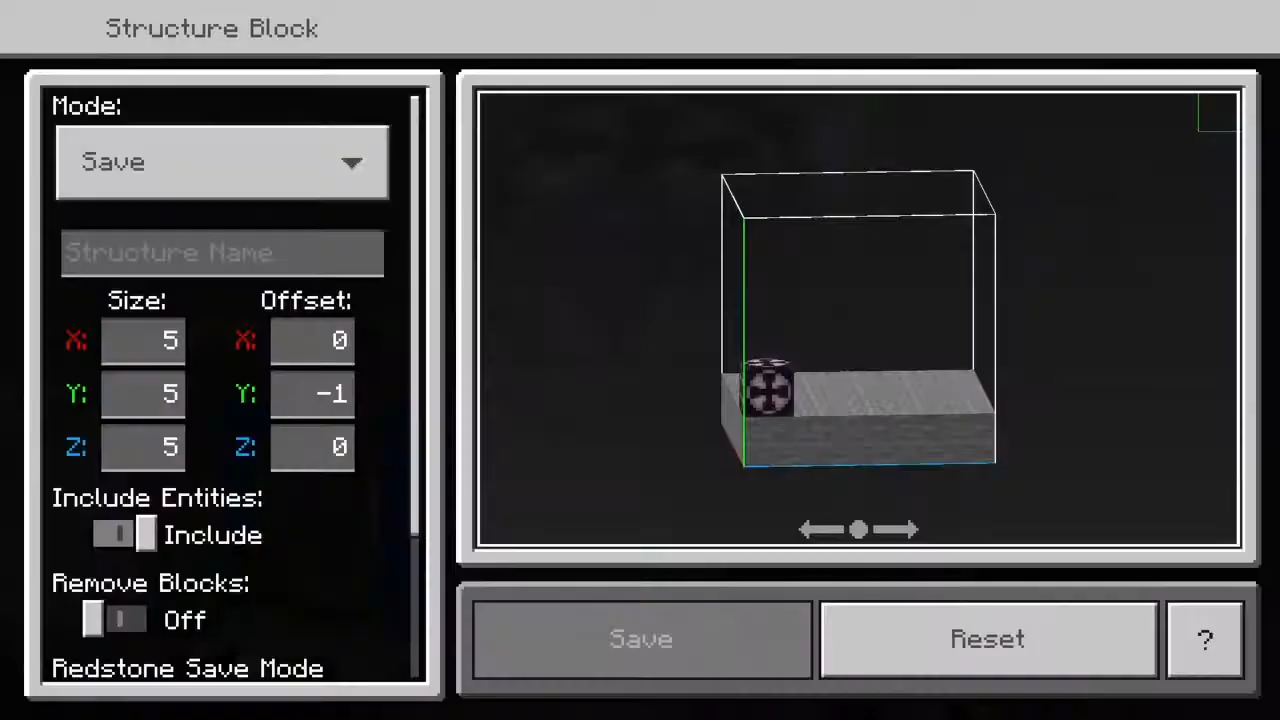 Structure Block
Mode:
Save
Structure Name...
Size: Offset:
X: 5 X: 0
Y: 5 Y: -1
Z: 5 Z: 0
Include Entities:
Include
Remove Blocks:
Off
Redstone Save Mode
Save Reset ?